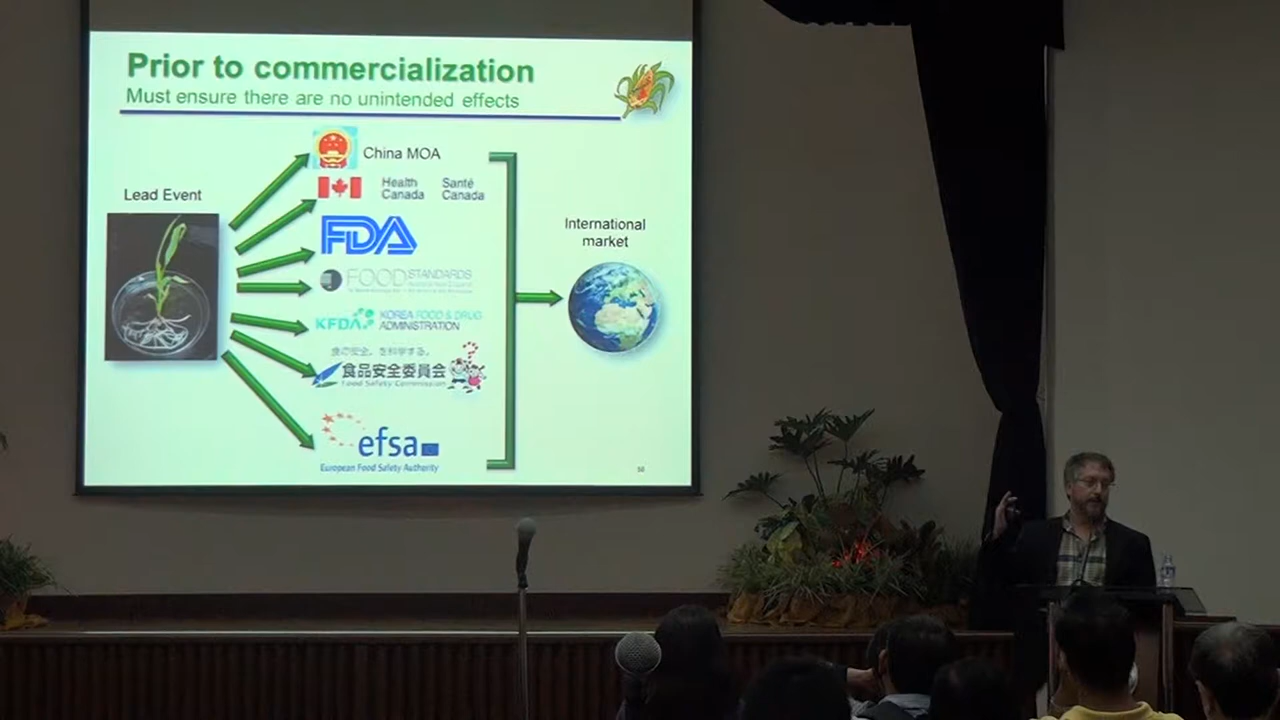 Prior to commercialization
Must ensure there are no unintended effects
Lead Event
China MOA
Health Canada
Santé Canada
FDA
FOOD STANDARDS
KFDA KOREA FOOD & DRUG ADMINISTRATION
食の安全、を科学する。
食品安全委員会
Food Safety Commission
efsa
European Food Safety Authority
International
market
50